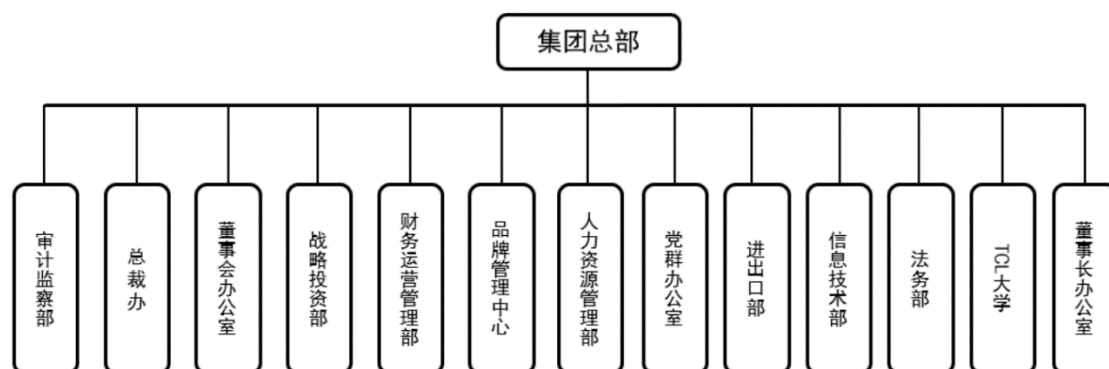 集团总部
审计监察部
总裁办
董事会办公室
战略投资部
财务运营管理部
品牌管理中心
人力资源管理部
党群办公室
进出口部
信息技术部
法务部
TCL大学
董事长办公室